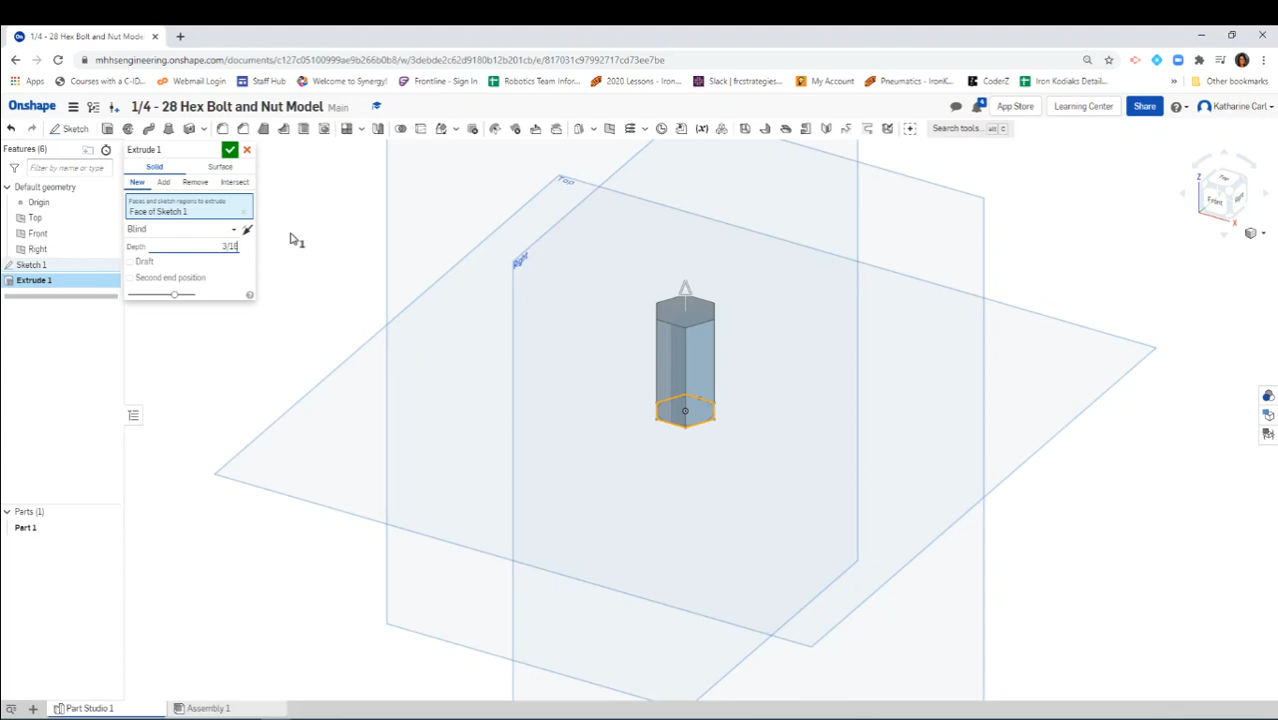 1/4 - 28 Hex Bolt and Nut Model
mhhsengineering.onshape.com/documents/c127c05100999ae9b266b0b8/w/3debde2c62d9180b12b201cb/e/817031c97992717cd73ee7be
Apps Courses with a C-ID... Webmail Login Staff Hub Welcome to Synergy! Frontline - Sign In Robotics Team Infor... 2020 Lessons - Iron... Slack | fcrstrategies... My Account Pneumatics - IronK... CoderZ Iron Kodiaks Detail... Other bookmarks
Onshape 1/4 - 28 Hex Bolt and Nut Model Main 4 App Store Learning Center Share Katharine Carl
Sketch (x) Search tools... alt C
Features (6) Extrude 1
Filter by name or type Solid Surface
Default geometry New Add Remove Intersect
Origin Faces and sketch regions to extrude
Top Face of Sketch 1
Front Blind
Right Depth 3/16
Sketch 1 Draft
Extrude 1 Second end position
Top
Right
Z
Top
Front Right
X
Parts (1)
Part 1
Part Studio 1 Assembly 1